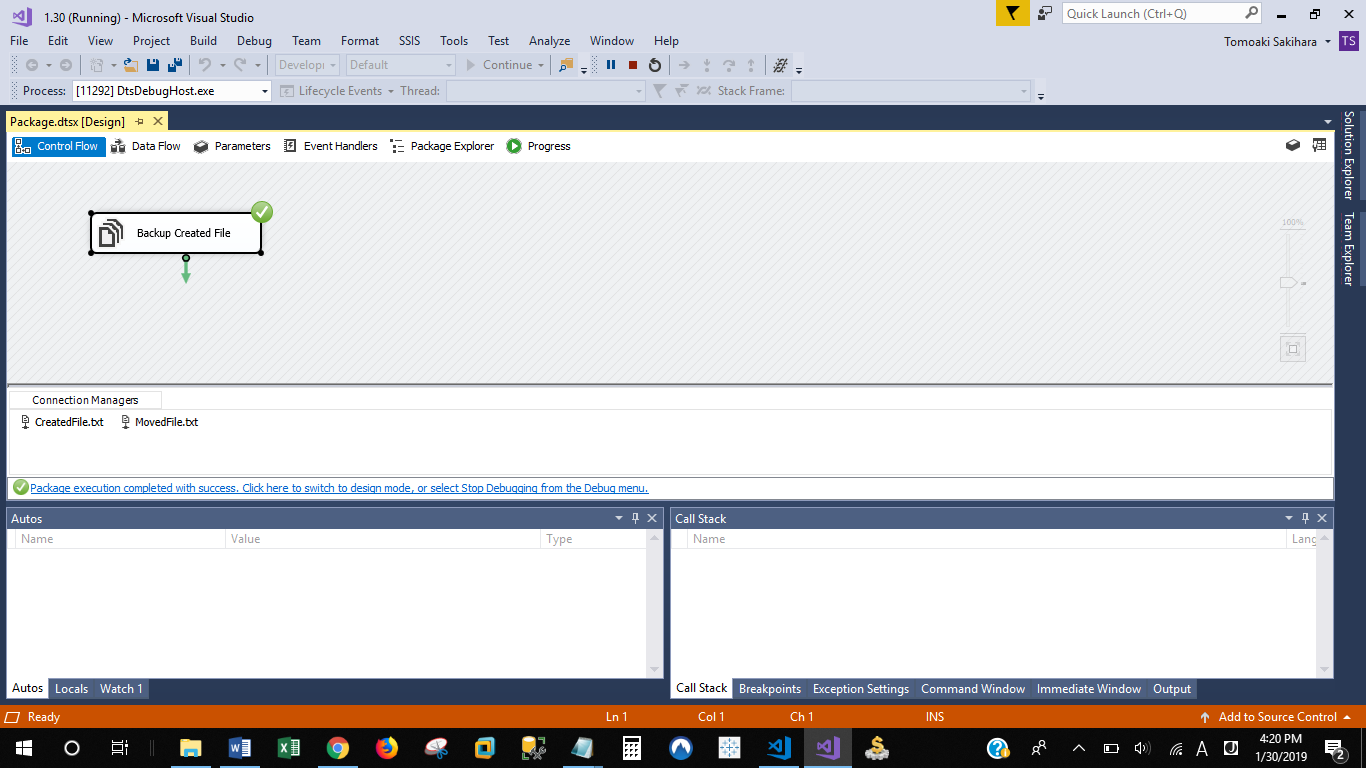 1.30 (Running) - Microsoft Visual Studio
Quick Launch (Ctrl+Q)
File Edit View Project Build Debug Team Format SSIS Tools Test Analyze Window Help
Tomoaki Sakihara TS
Develop Default Continue
Process: [11292] DtsDebugHost.exe Lifecycle Events Thread: Stack Frame:
Package.dtsx [Design]
Control Flow Data Flow Parameters Event Handlers Package Explorer Progress
Solution Explorer
Team Explorer
100%
Backup Created File
Connection Managers
CreatedFile.txt MovedFile.txt
Package execution completed with success. Click here to switch to design mode, or select Stop Debugging from the Debug menu.
Autos
Name Value Type
Autos Locals Watch 1
Call Stack
Name Lang
Call Stack Breakpoints Exception Settings Command Window Immediate Window Output
Ready Ln 1 Col 1 Ch 1 INS Add to Source Control
4:20 PM
1/30/2019
2